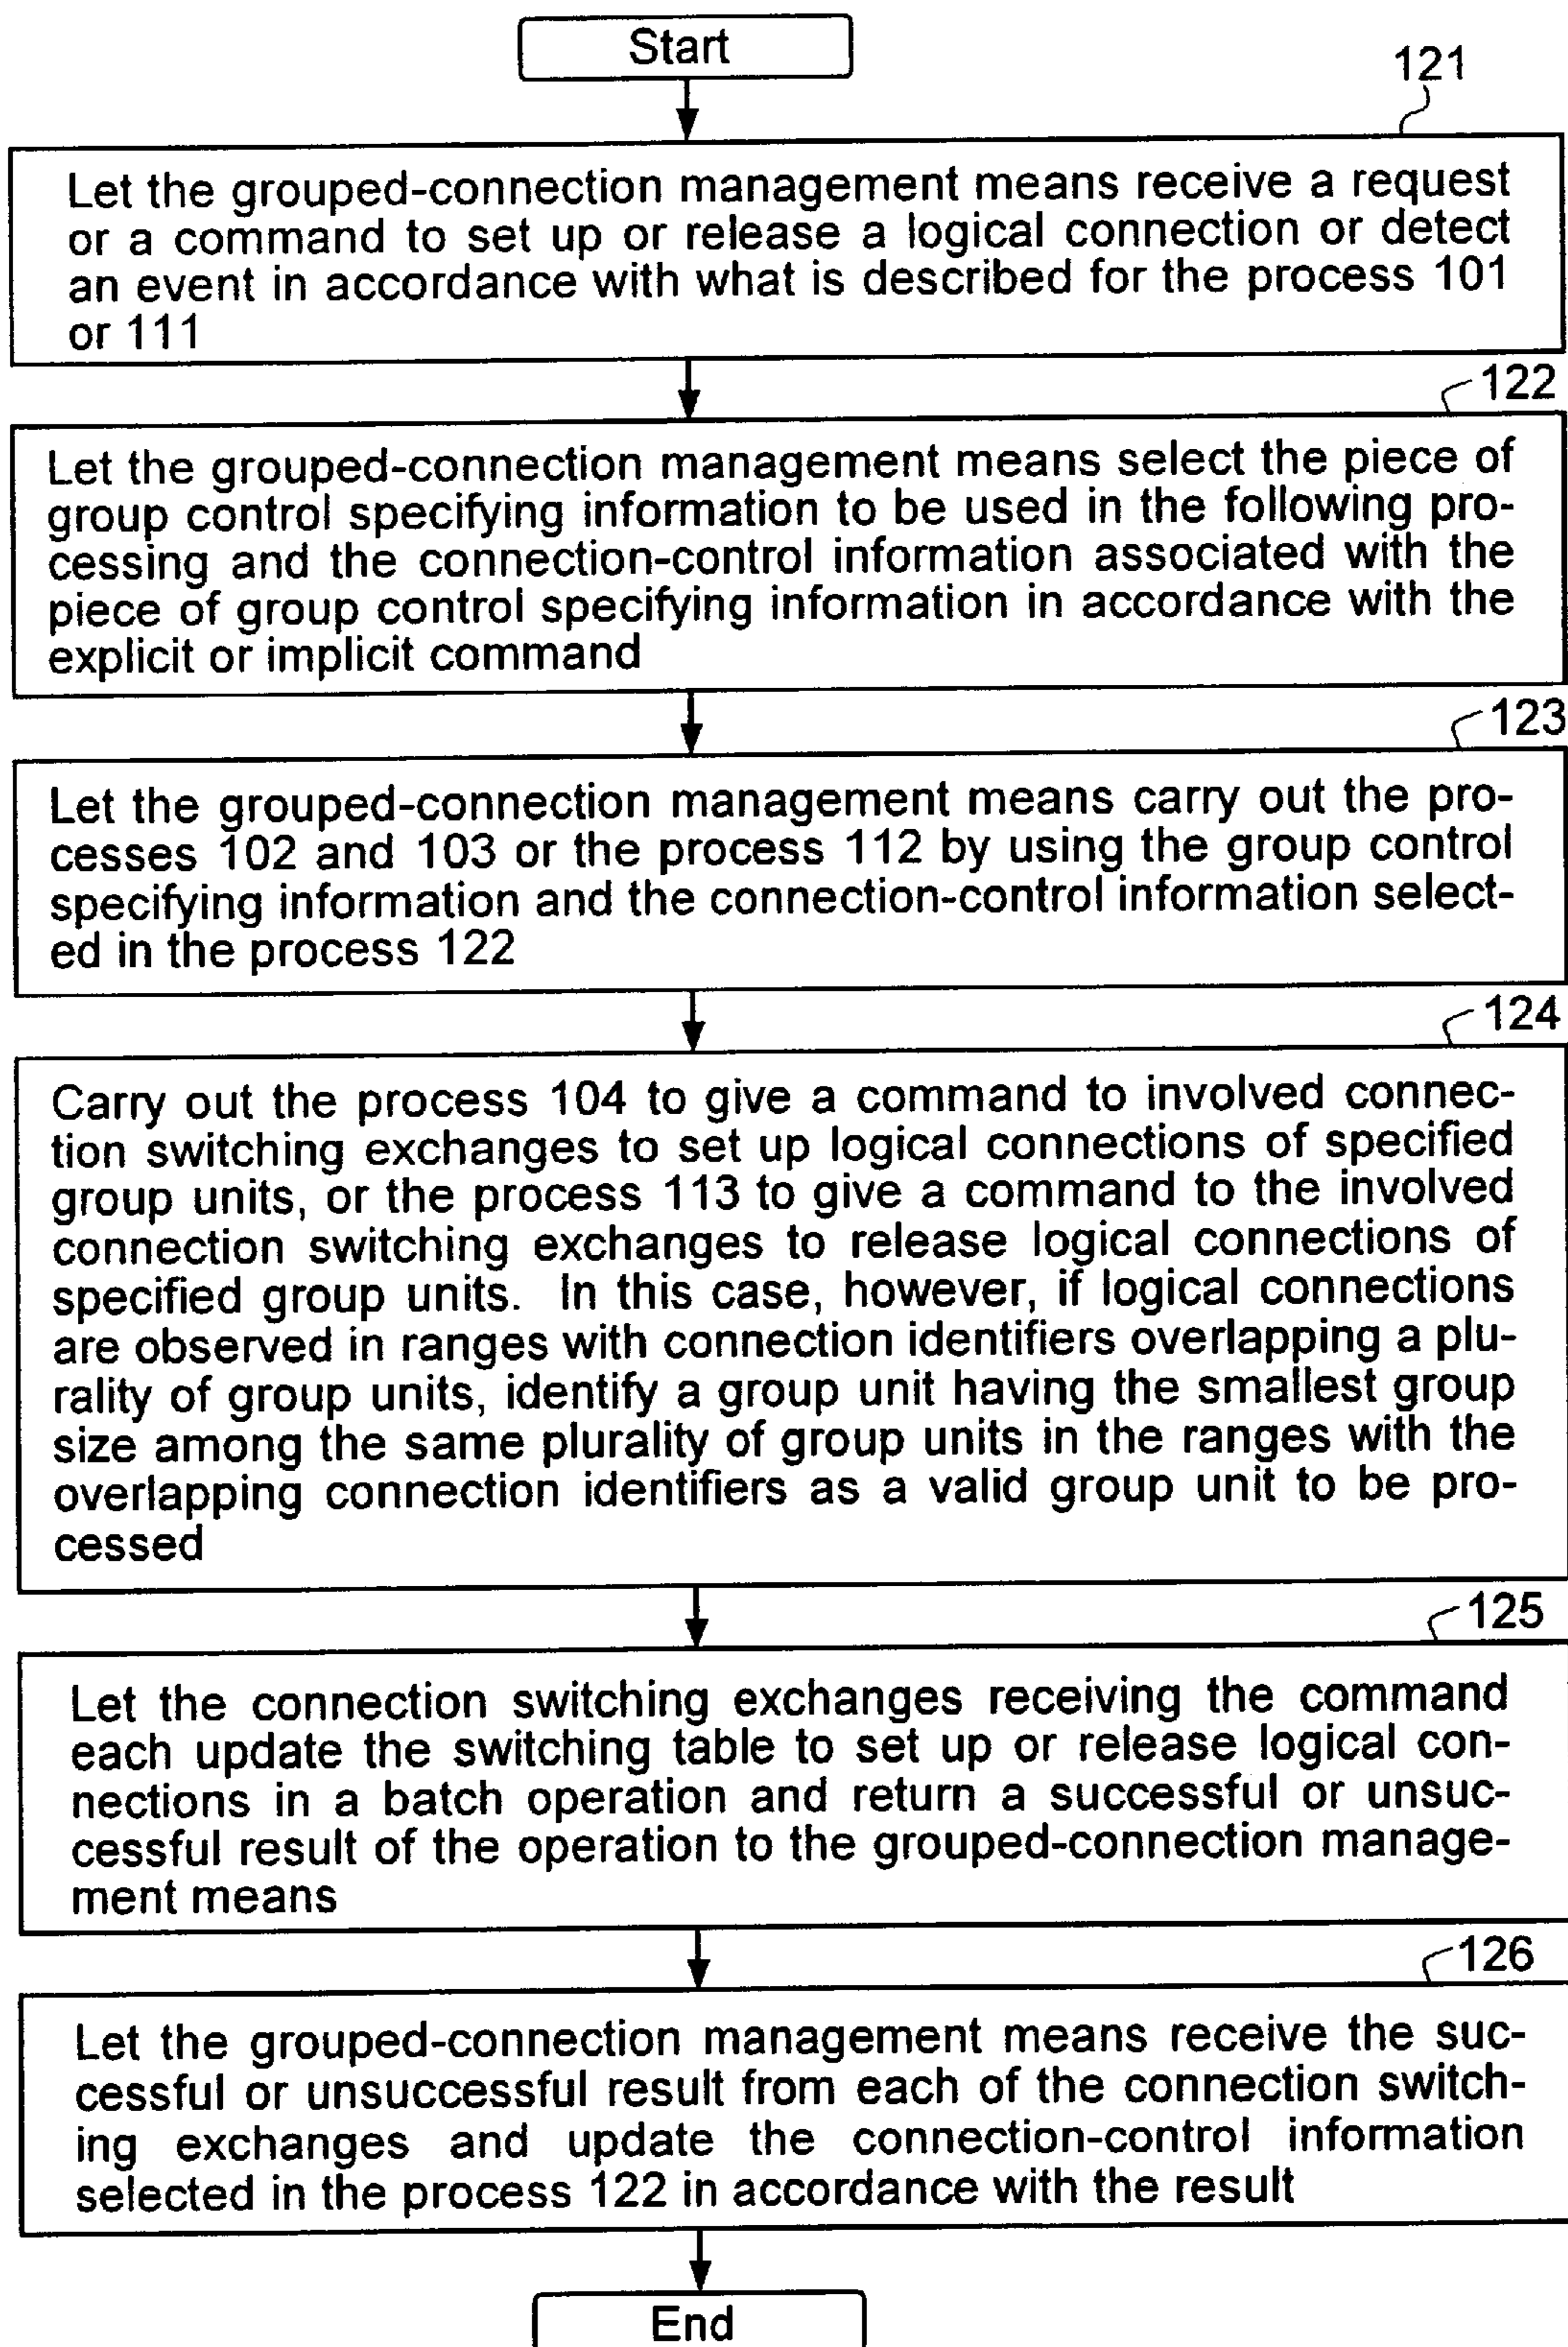 Start
121
Let the grouped-connection management means receive a request
or a command to set up or release a logical connection or detect
an event in accordance with what is described for the process 101
or 111
122
Let the grouped-connection management means select the piece of
group control specifying information to be used in the following pro-
cessing and the connection-control information associated with the
piece of group control specifying information in accordance with the
explicit or implicit command
123
Let the grouped-connection management means carry out the pro-
cesses 102 and 103 or the process 112 by using the group control
specifying information and the connection-control information select-
ed in the process 122
124
Carry out the process 104 to give a command to involved connec-
tion switching exchanges to set up logical connections of specified
group units, or the process 113 to give a command to the involved
connection switching exchanges to release logical connections of
specified group units. In this case, however, if logical connections
are observed in ranges with connection identifiers overlapping a plu-
rality of group units, identify a group unit having the smallest group
size among the same plurality of group units in the ranges with the
overlapping connection identifiers as a valid group unit to be pro-
cessed
125
Let the connection switching exchanges receiving the command
each update the switching table to set up or release logical con-
nections in a batch operation and return a successful or unsuc-
cessful result of the operation to the grouped-connection manage-
ment means
126
Let the grouped-connection management means receive the suc-
cessful or unsuccessful result from each of the connection switch-
ing exchanges and update the connection-control information
selected in the process 122 in accordance with the result
End